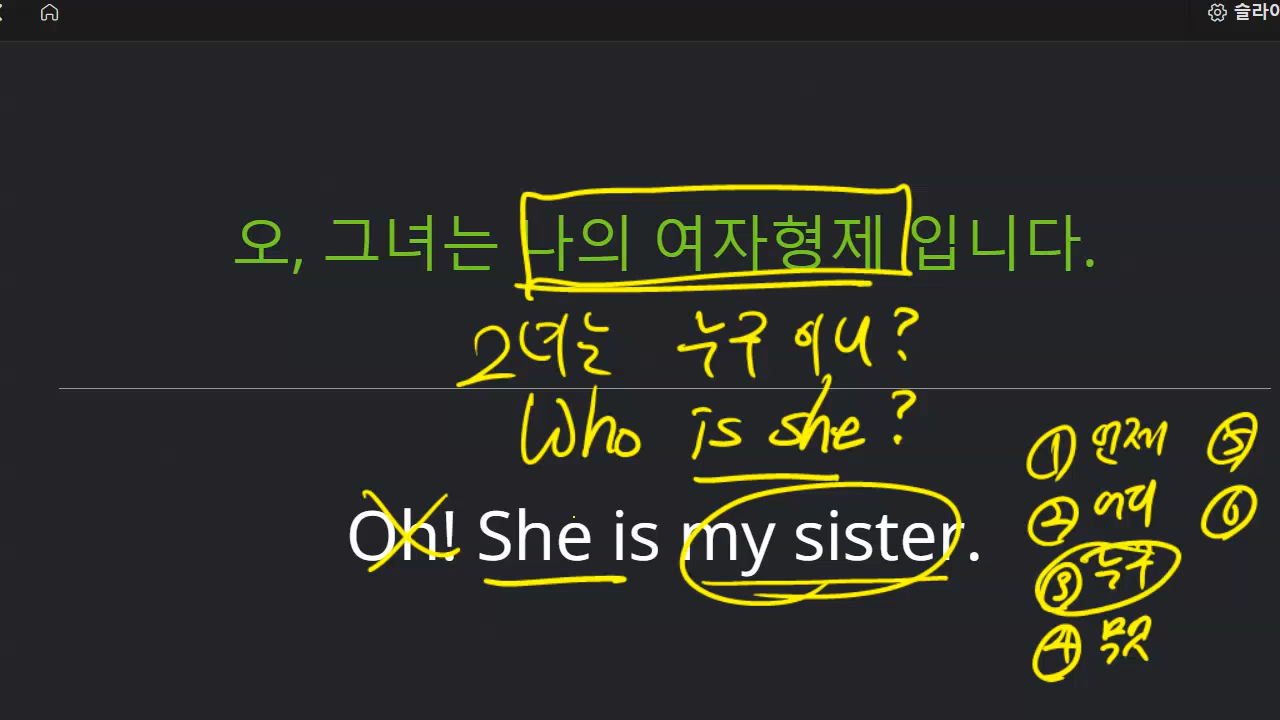 슬라이
오, 그녀는 나의 여자형제 입니다.
그녀는 누구 이니?
Who is she?
Oh! She is my sister.
① 언제 ⑤
② 어디 ⑥
③ 누구
④ 무엇